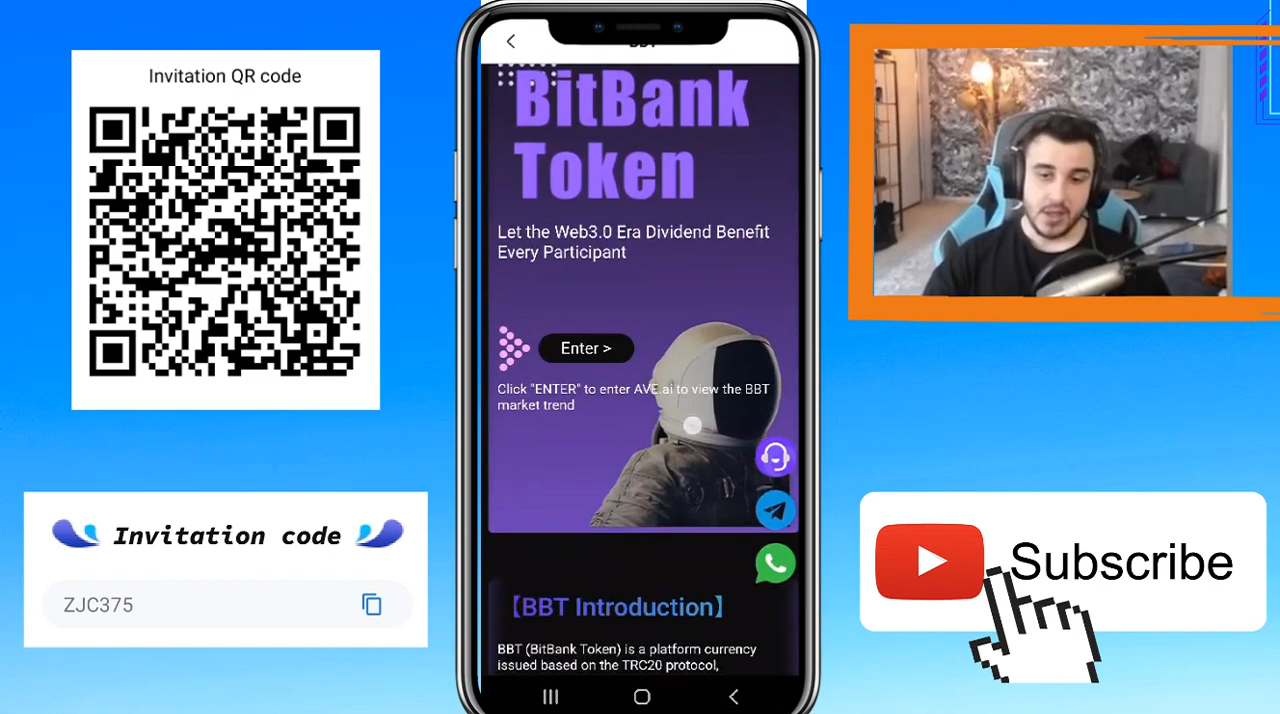 Invitation QR code
Invitation code
ZJC375
BitBank
Token
Let the Web3.0 Era Dividend Benefit
Every Participant
Enter >
Click "ENTER" to enter AVE.ai to view the BBT
market trend
【BBT Introduction】
BBT (BitBank Token) is a platform currency
issued based on the TRC20 protocol,
Subscribe